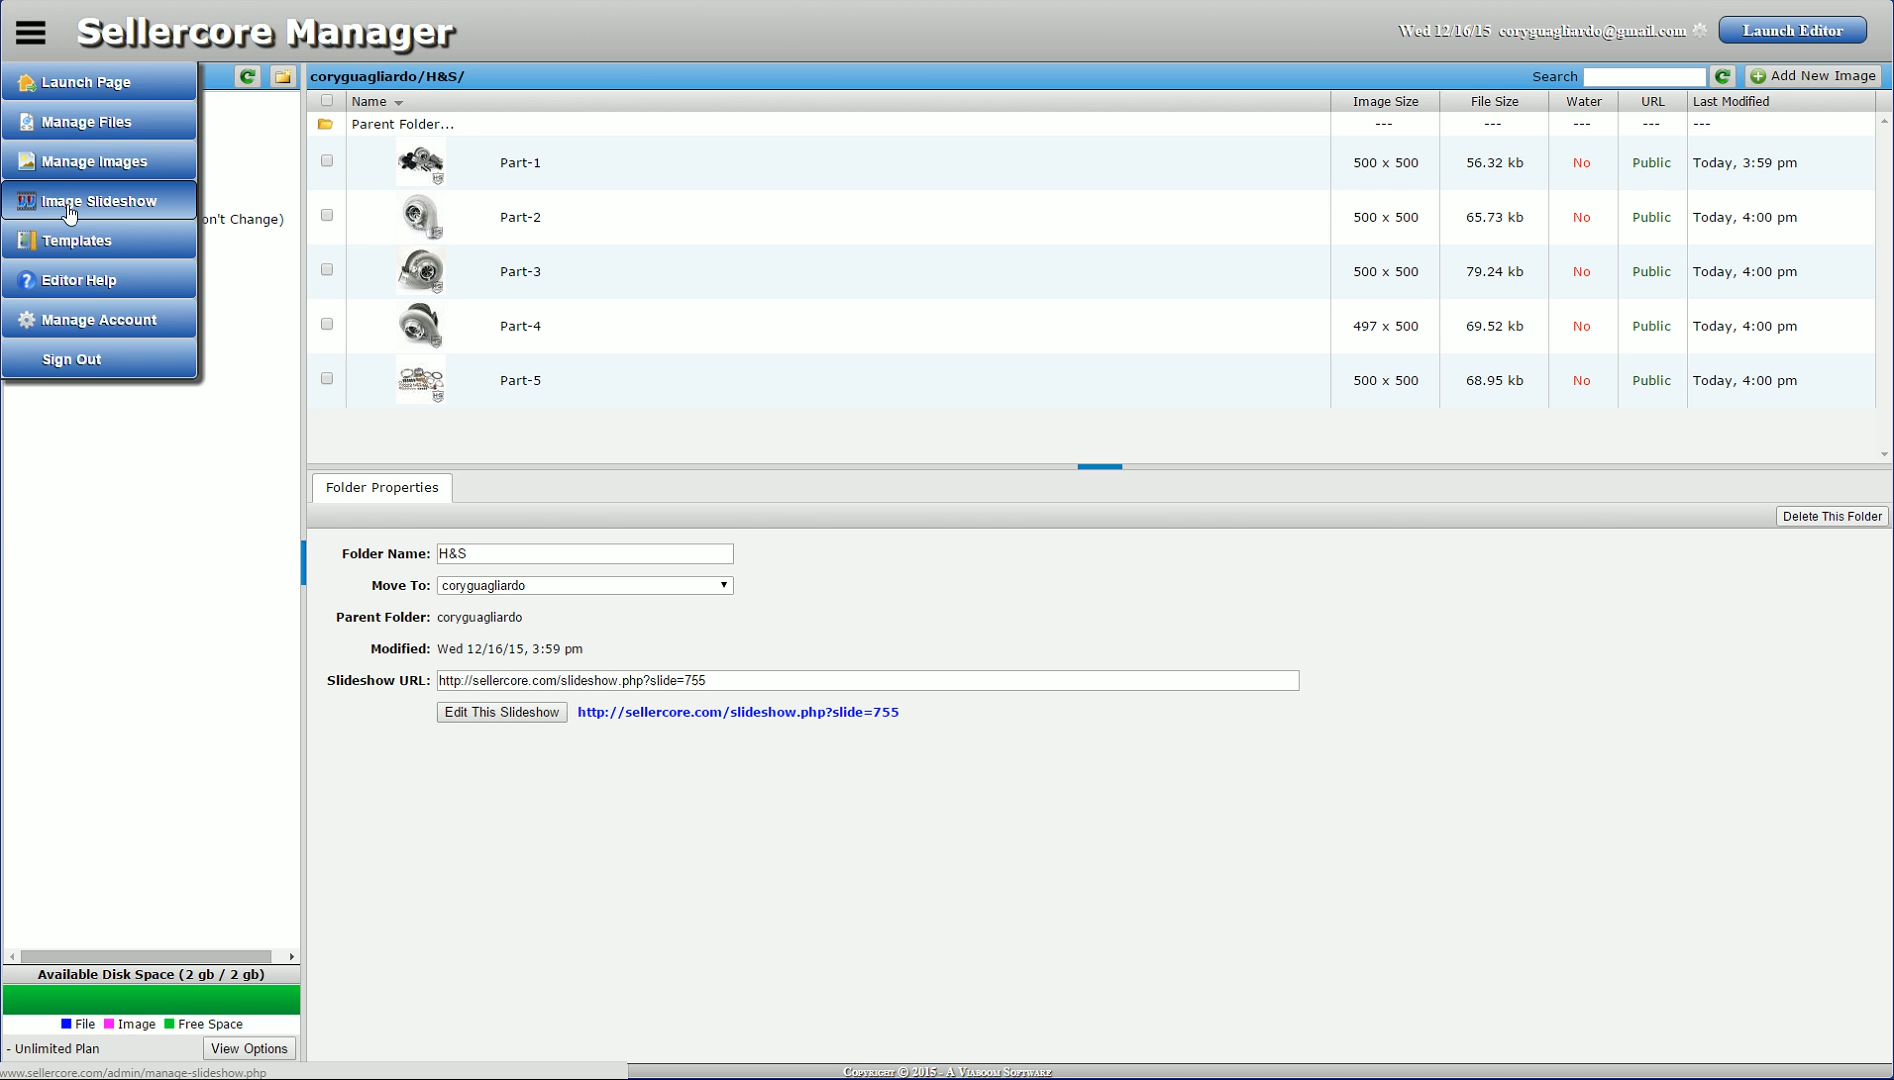 Sellercore Manager
Wed 12/16/15 coryguagliardo@gmail.com
Launch Editor
Launch Page
Manage Files
Manage Images
Image Slideshow
on't Change)
Templates
Editor Help
Manage Account
Sign Out
coryguagliardo/H&S/
Search
Add New Image
Name Image Size File Size Water URL Last Modified
Parent Folder... --- --- --- --- ---
Part-1 500 x 500 56.32 kb No Public Today, 3:59 pm
Part-2 500 x 500 65.73 kb No Public Today, 4:00 pm
Part-3 500 x 500 79.24 kb No Public Today, 4:00 pm
Part-4 497 x 500 69.52 kb No Public Today, 4:00 pm
Part-5 500 x 500 68.95 kb No Public Today, 4:00 pm
Folder Properties
Delete This Folder
Folder Name: H&S
Move To: coryguagliardo
Parent Folder: coryguagliardo
Modified: Wed 12/16/15, 3:59 pm
Slideshow URL: http://sellercore.com/slideshow.php?slide=755
Edit This Slideshow http://sellercore.com/slideshow.php?slide=755
Available Disk Space (2 gb / 2 gb)
File Image Free Space
- Unlimited Plan View Options
www.sellercore.com/admin/manage-slideshow.php
Copyright © 2015 - A Viaboom Software